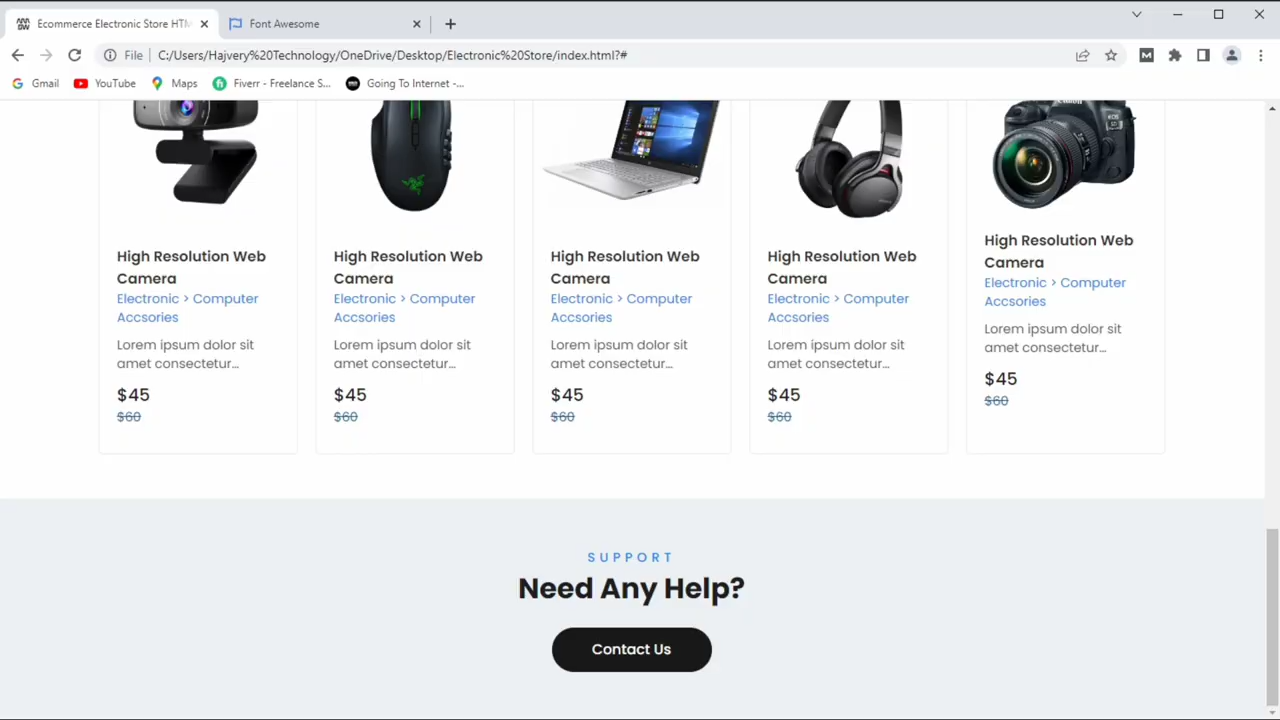 Ecommerce Electronic Store HTM
Font Awesome
File
C:/Users/Hajvery%20Technology/OneDrive/Desktop/Electronic%20Store/index.html?#
Gmail
YouTube
Maps
Fiverr - Freelance S...
Going To Internet -...
Canon
EOS
5D
High Resolution Web
Camera
Electronic > Computer
Accsories
Lorem ipsum dolor sit
amet consectetur...
$45
$60
High Resolution Web
Camera
Electronic > Computer
Accsories
Lorem ipsum dolor sit
amet consectetur...
$45
$60
High Resolution Web
Camera
Electronic > Computer
Accsories
Lorem ipsum dolor sit
amet consectetur...
$45
$60
High Resolution Web
Camera
Electronic > Computer
Accsories
Lorem ipsum dolor sit
amet consectetur...
$45
$60
High Resolution Web
Camera
Electronic > Computer
Accsories
Lorem ipsum dolor sit
amet consectetur...
$45
$60
SUPPORT
Need Any Help?
Contact Us